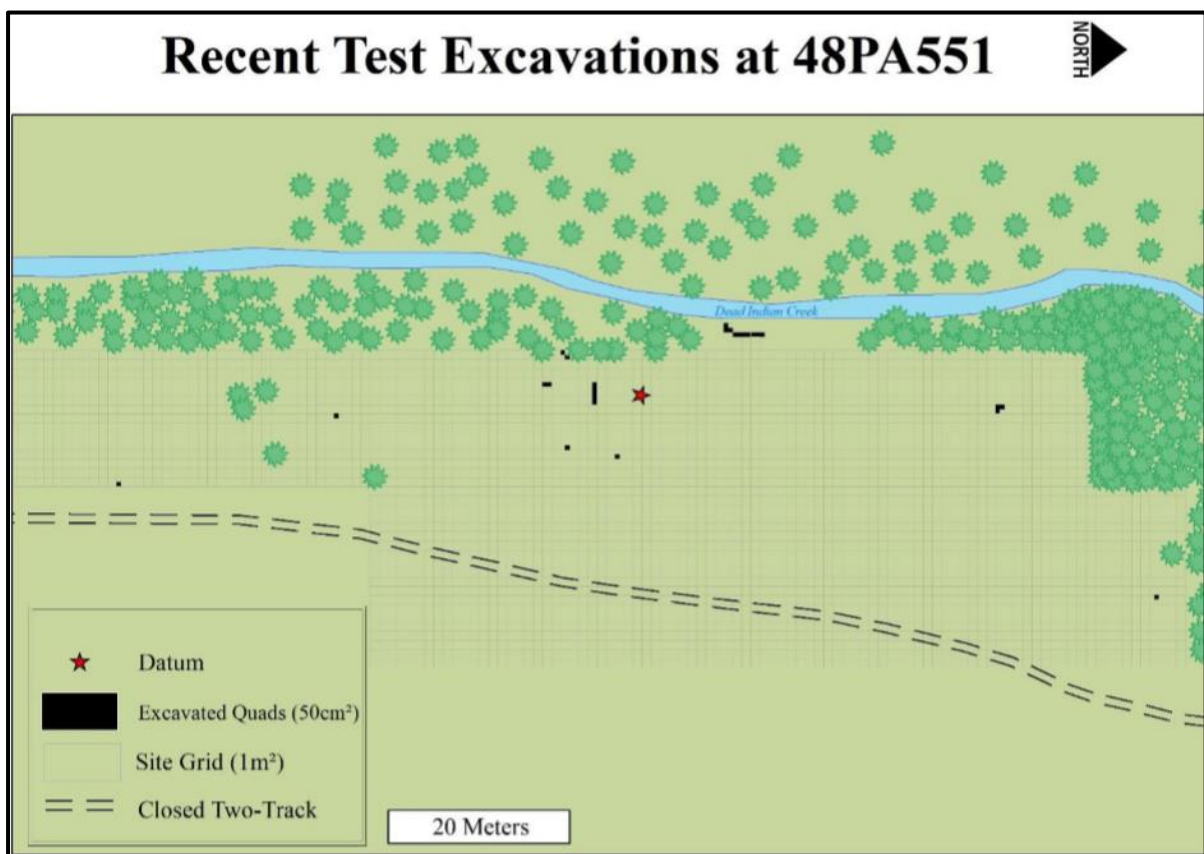 Recent Test Excavations at 48PA551
NORTH
Dead Indian Creek
Datum
Excavated Quads (50cm²)
Site Grid (1m²)
Closed Two-Track
20 Meters